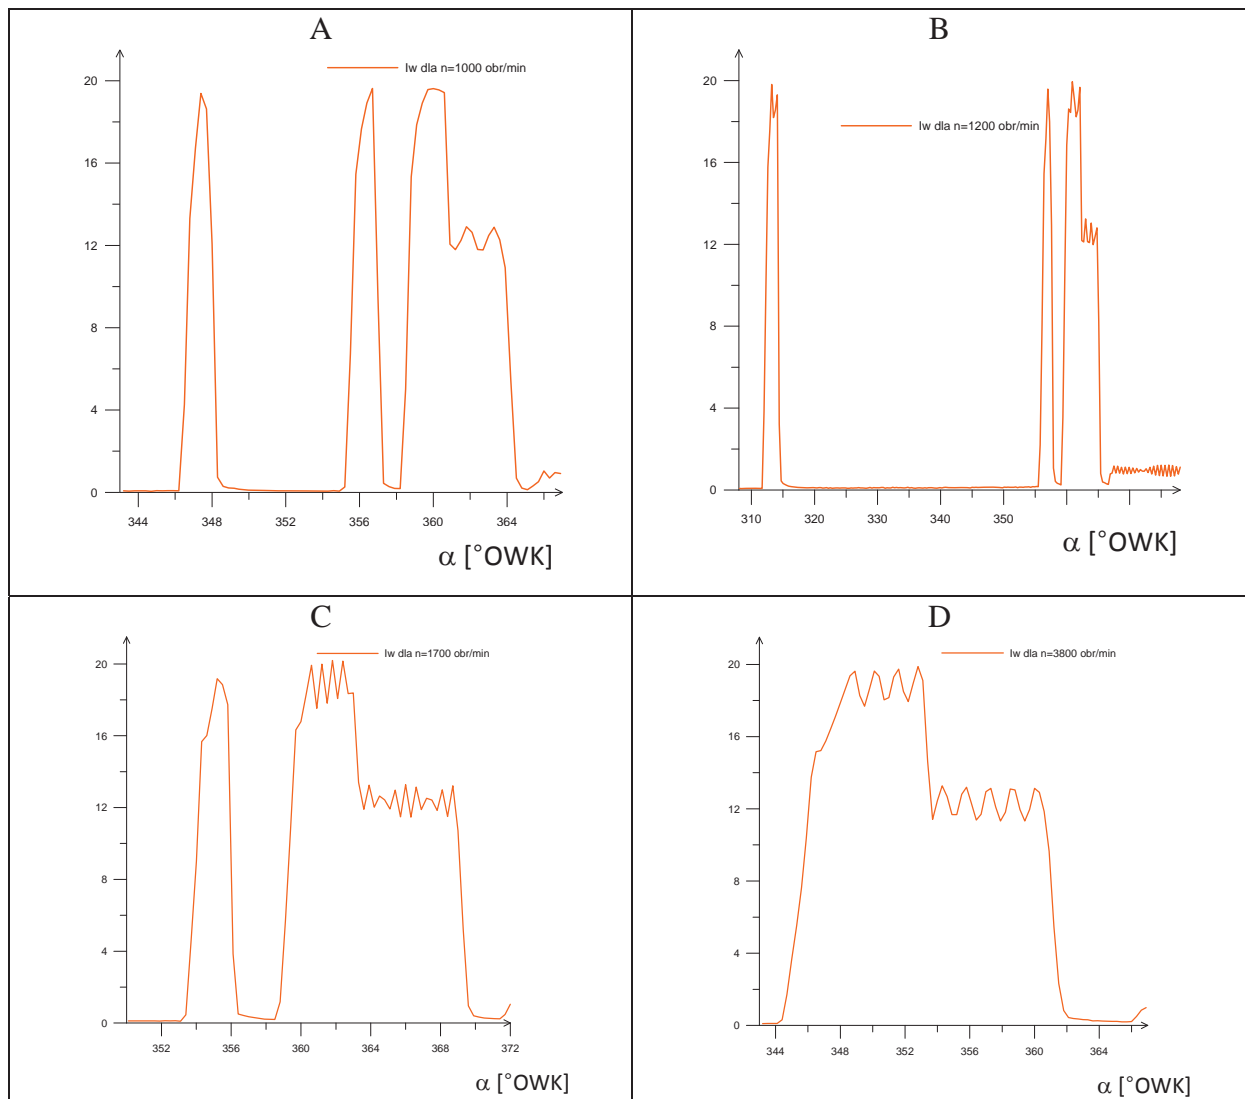 A
Iw dla n=1000 obr/min
20
16
12
8
4
0
344 348 352 356 360 364
α [°OWK]
B
Iw dla n=1200 obr/min
20
16
12
8
4
0
310 320 330 340 350
α [°OWK]
C
Iw dla n=1700 obr/min
20
16
12
8
4
0
352 356 360 364 368 372
α [°OWK]
D
Iw dla n=3800 obr/min
20
16
12
8
4
0
344 348 352 356 360 364
α [°OWK]